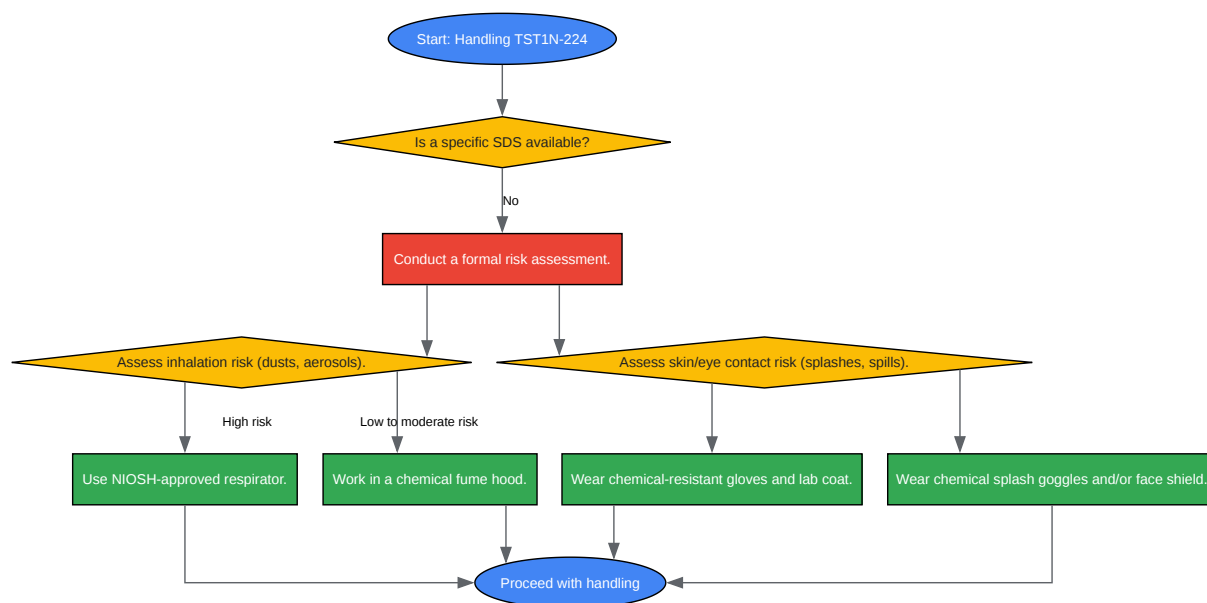 Start: Handling TST1N-224
Is a specific SDS available?
No
Conduct a formal risk assessment.
Assess inhalation risk (dusts, aerosols).
Assess skin/eye contact risk (splashes, spills).
High risk
Low to moderate risk
Use NIOSH-approved respirator.
Work in a chemical fume hood.
Wear chemical-resistant gloves and lab coat.
Wear chemical splash goggles and/or face shield.
Proceed with handling